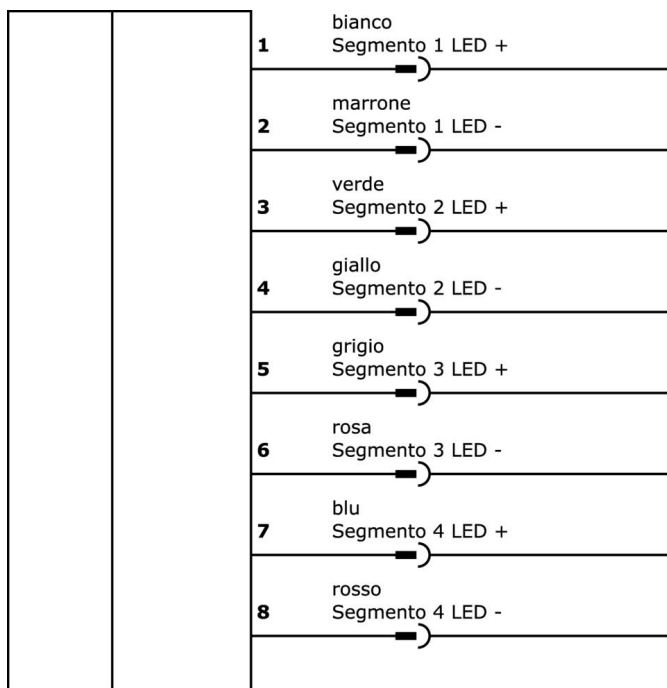 bianco
1 Segmento 1 LED +
marrone
2 Segmento 1 LED -
verde
3 Segmento 2 LED +
giallo
4 Segmento 2 LED -
grigio
5 Segmento 3 LED +
rosa
6 Segmento 3 LED -
blu
7 Segmento 4 LED +
rosso
8 Segmento 4 LED -